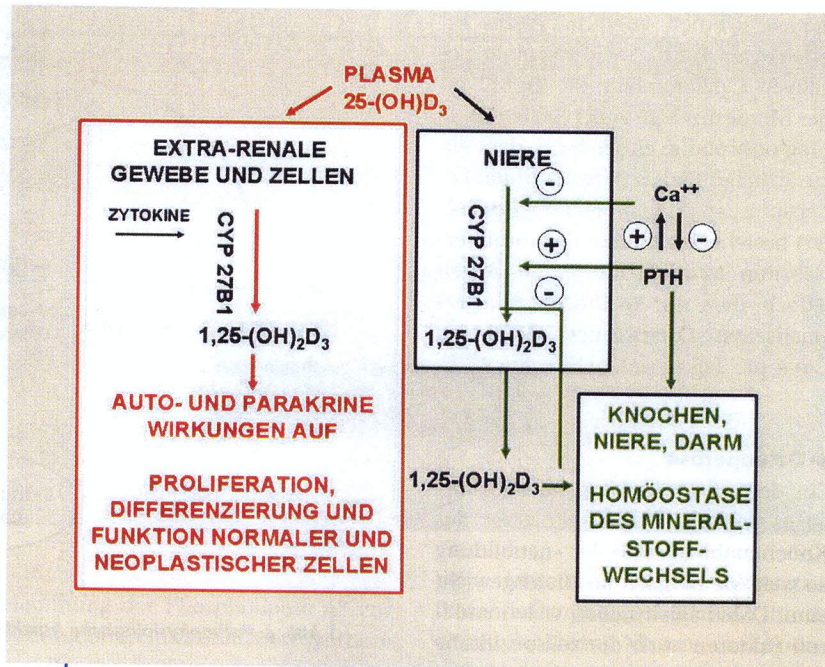 PLASMA
25-(OH)D₃
EXTRA-RENALE
GEWEBE UND ZELLEN
ZYTOKINE
CYP 27B1
1,25-(OH)₂D₃
AUTO- UND PARAKRINE
WIRKUNGEN AUF
PROLIFERATION,
DIFFERENZIERUNG UND
FUNKTION NORMALER UND
NEOPLASTISCHER ZELLEN
NIERE
-
CYP 27B1
+
-
1,25-(OH)₂D₃
Ca⁺⁺
+
-
PTH
1,25-(OH)₂D₃
KNOCHEN,
NIERE, DARM
HOMÖOSTASE
DES MINERAL-
STOFF-
WECHSELS